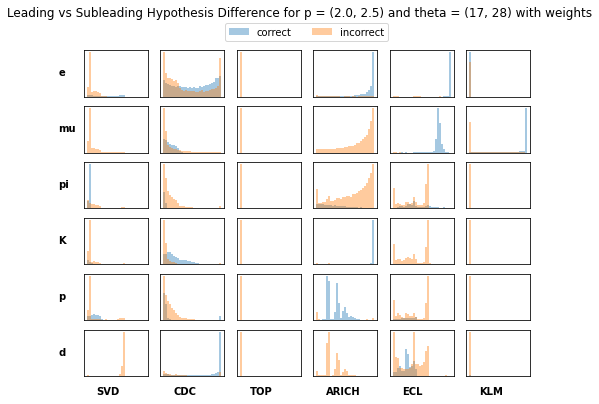 Leading vs Subleading Hypothesis Difference for p = (2.0, 2.5) and theta = (17, 28) with weights
correct incorrect
e
mu
pi
K
p
d
SVD CDC TOP ARICH ECL KLM